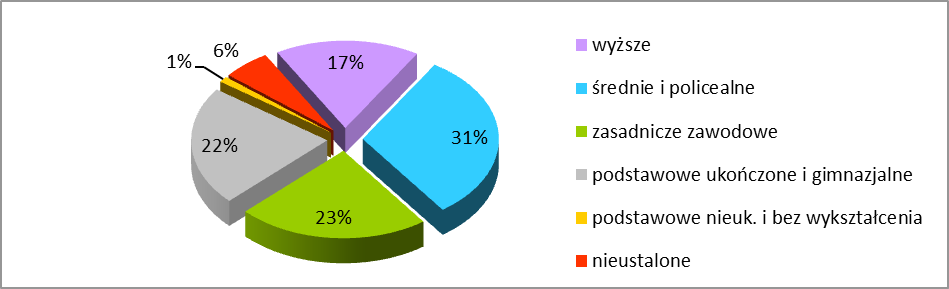 17%
31%
23%
22%
1%
6%
wyższe
średnie i policealne
zasadnicze zawodowe
podstawowe ukończone i gimnazjalne
podstawowe nieuk. i bez wykształcenia
nieustalone